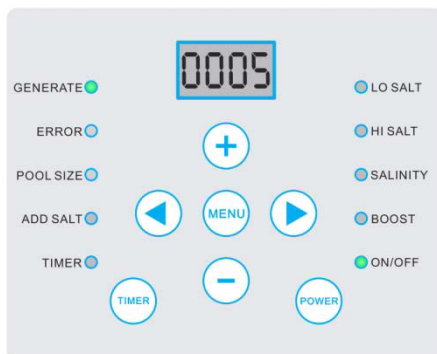 0005
GENERATE
LO SALT
ERROR
HI SALT
+
POOL SIZE
SALINITY
MENU
ADD SALT
BOOST
TIMER
ON/OFF
−
TIMER
POWER